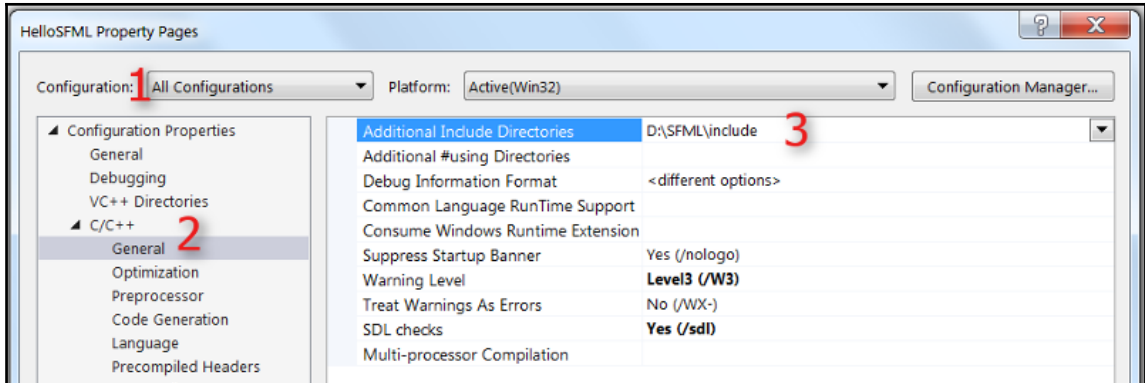 HelloSFML Property Pages
Configuration: 1 All Configurations Platform: Active(Win32) Configuration Manager...
Configuration Properties
General
Debugging
VC++ Directories
C/C++
General 2
Optimization
Preprocessor
Code Generation
Language
Precompiled Headers
Additional Include Directories D:\SFML\include 3
Additional #using Directories
Debug Information Format <different options>
Common Language RunTime Support
Consume Windows Runtime Extension
Suppress Startup Banner Yes (/nologo)
Warning Level Level3 (/W3)
Treat Warnings As Errors No (/WX-)
SDL checks Yes (/sdl)
Multi-processor Compilation